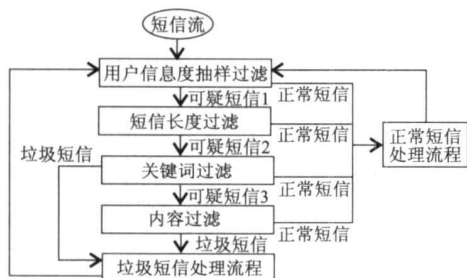 短信流
用户信息度抽样过滤
可疑短信1
正常短信
短信长度过滤
可疑短信2
正常短信
正常短信
处理流程
垃圾短信
关键词过滤
可疑短信3
正常短信
内容过滤
垃圾短信
正常短信
垃圾短信处理流程